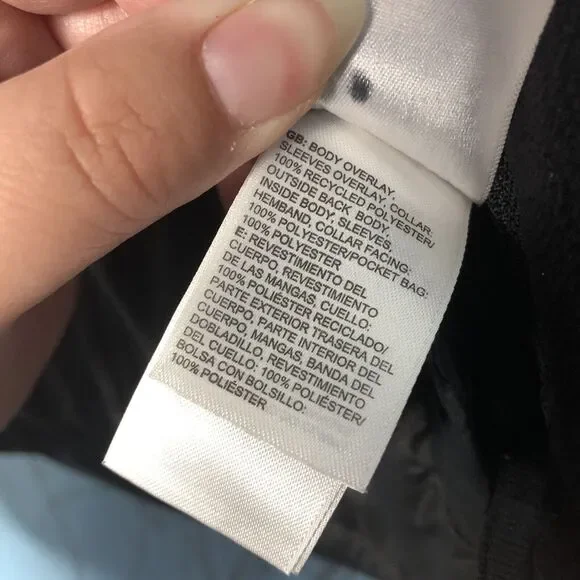 GB: BODY OVERLAY,
SLEEVES OVERLAY, COLLAR:
100% RECYCLED POLYESTER/
OUTSIDE BACK BODY,
INSIDE BODY, SLEEVES,
HEMBAND, COLLAR FACING:
100% POLYESTER/POCKET BAG:
100% POLYESTER
E: REVESTIMIENTO DEL
CUERPO, REVESTIMIENTO
DE LAS MANGAS, CUELLO:
100% POLIÉSTER RECICLADO/
PARTE EXTERIOR TRASERA DEL
CUERPO, PARTE INTERIOR DEL
CUERPO, MANGAS, BANDA DEL
DOBLADILLO, REVESTIMIENTO
DEL CUELLO: 100% POLIÉSTER/
BOLSA CON BOLSILLO:
100% POLIÉSTER